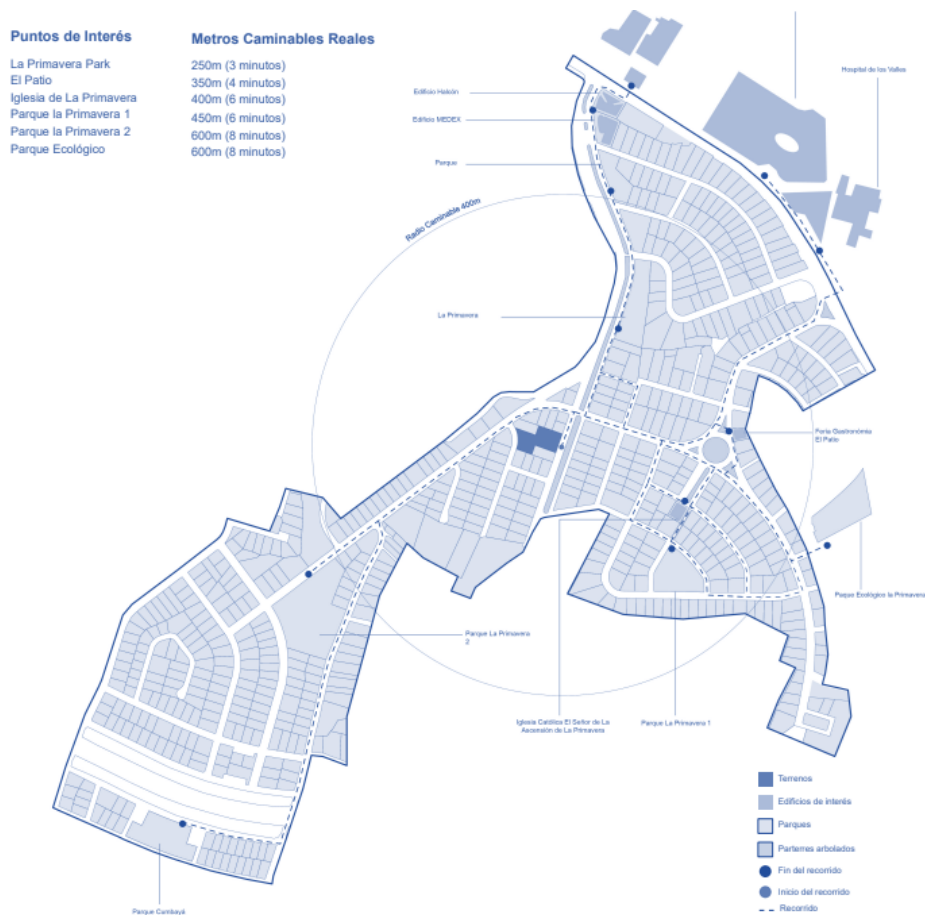 Puntos de Interés
Metros Caminables Reales
La Primavera Park
250m (3 minutos)
El Patio
350m (4 minutos)
Iglesia de La Primavera
400m (6 minutos)
Parque la Primavera 1
450m (6 minutos)
Parque la Primavera 2
600m (8 minutos)
Parque Ecológico
600m (8 minutos)
Hospital de los Valles
Edificio Halcón
Edificio MEDEX
Parque
Radio Caminable 400m
La Primavera
Feria Gastronómia
El Patio
Paque Ecológico la Primavera
Parque La Primavera
2
Iglesia Católica El Señor de La
Ascensión de La Primavera
Parque La Primavera 1
Terrenos
Edificios de interés
Parques
Parterres arbolados
Fin del recorrido
Inicio del recorrido
Recorrido
Parque Cumbayá